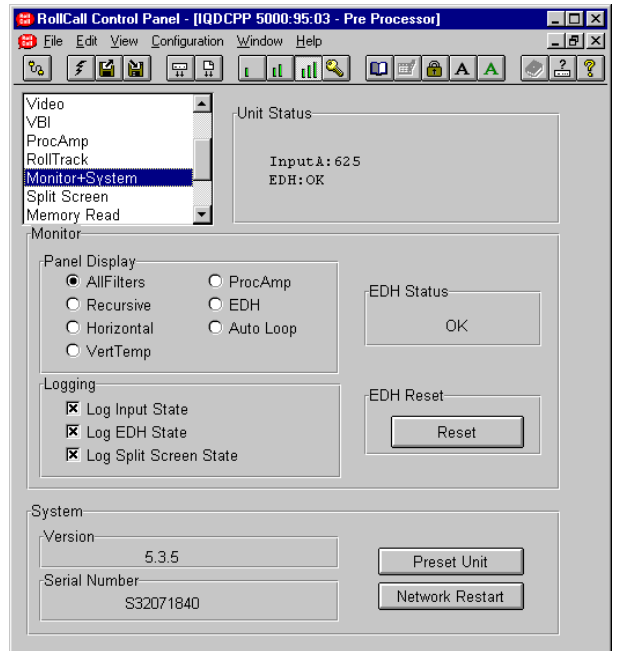 RollCall Control Panel - [IQDCPP 5000:95:03 - Pre Processor]
File Edit View Configuration Window Help
A A
Video
VBI
ProcAmp
RollTrack
Monitor+System
Split Screen
Memory Read
Unit Status
InputA:625
EDH:OK
Monitor
Panel Display
AllFilters
Recursive
Horizontal
VertTemp
ProcAmp
EDH
Auto Loop
EDH Status
OK
Logging
Log Input State
Log EDH State
Log Split Screen State
EDH Reset
Reset
System
Version
5.3.5
Serial Number
S32071840
Preset Unit
Network Restart